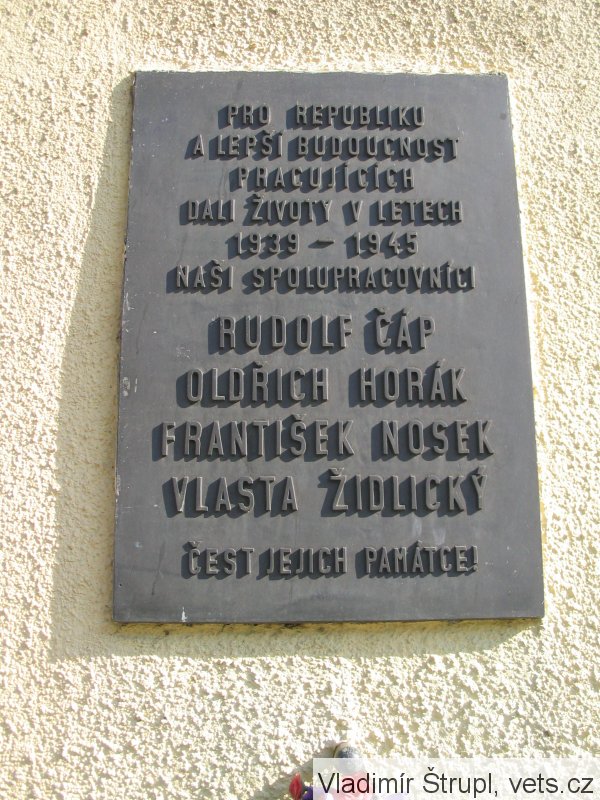 PRO REPUBLIKU
A LEPŠÍ BUDOUCNOST
PRACUJÍCÍCH
DALI ŽIVOTY V LETECH
1939 – 1945
NAŠI SPOLUPRACOVNÍCI
RUDOLF ČÁP
OLDŘICH HORÁK
FRANTIŠEK NOSEK
VLASTA ŽIDLICKÝ
ČEST JEJICH PAMÁTCE!
Vladimír Štrupl, vets.cz